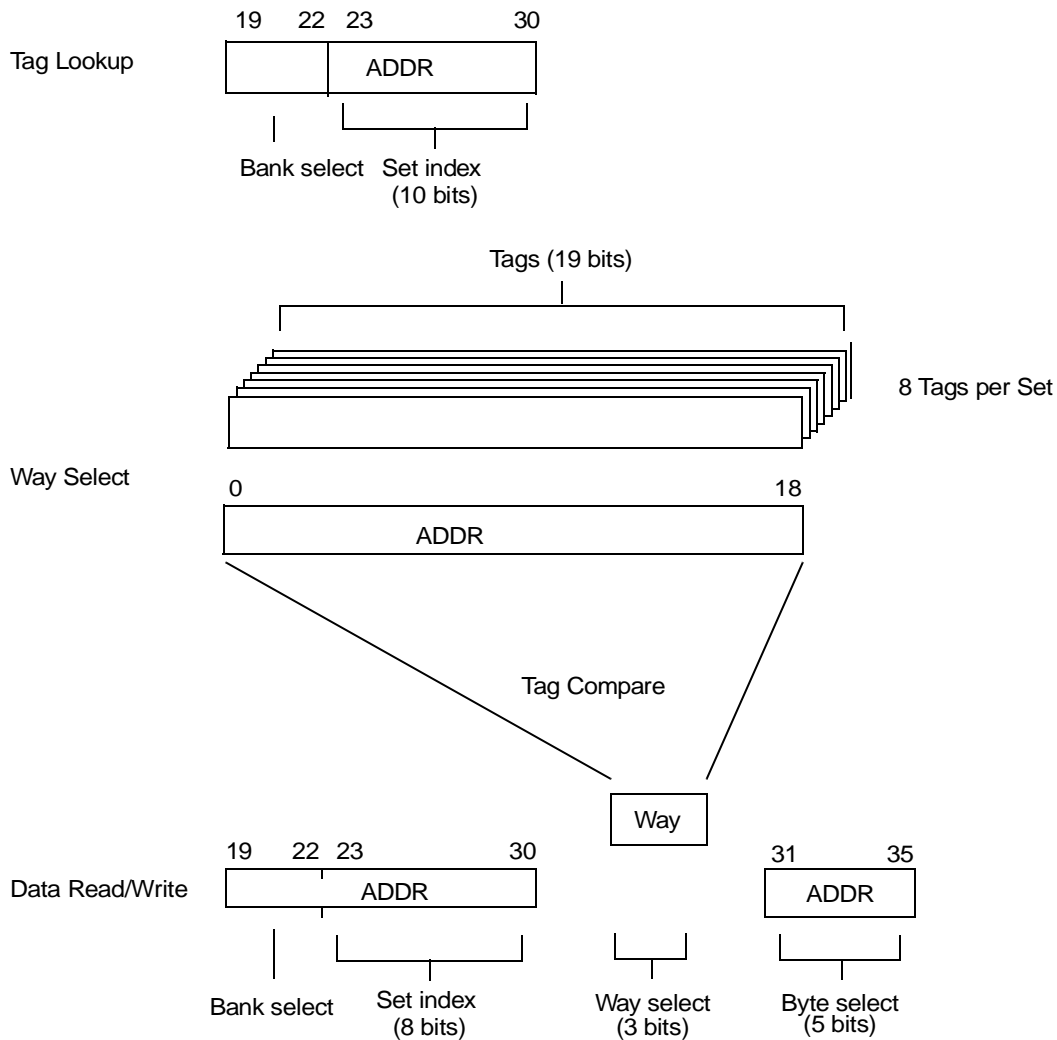 19 22 23 30
Tag Lookup
ADDR
Bank select
Set index
(10 bits)
Tags (19 bits)
8 Tags per Set
Way Select
0 18
ADDR
Tag Compare
Way
19 22 23 30
31 35
Data Read/Write
ADDR
ADDR
Bank select
Set index
(8 bits)
Way select
(3 bits)
Byte select
(5 bits)